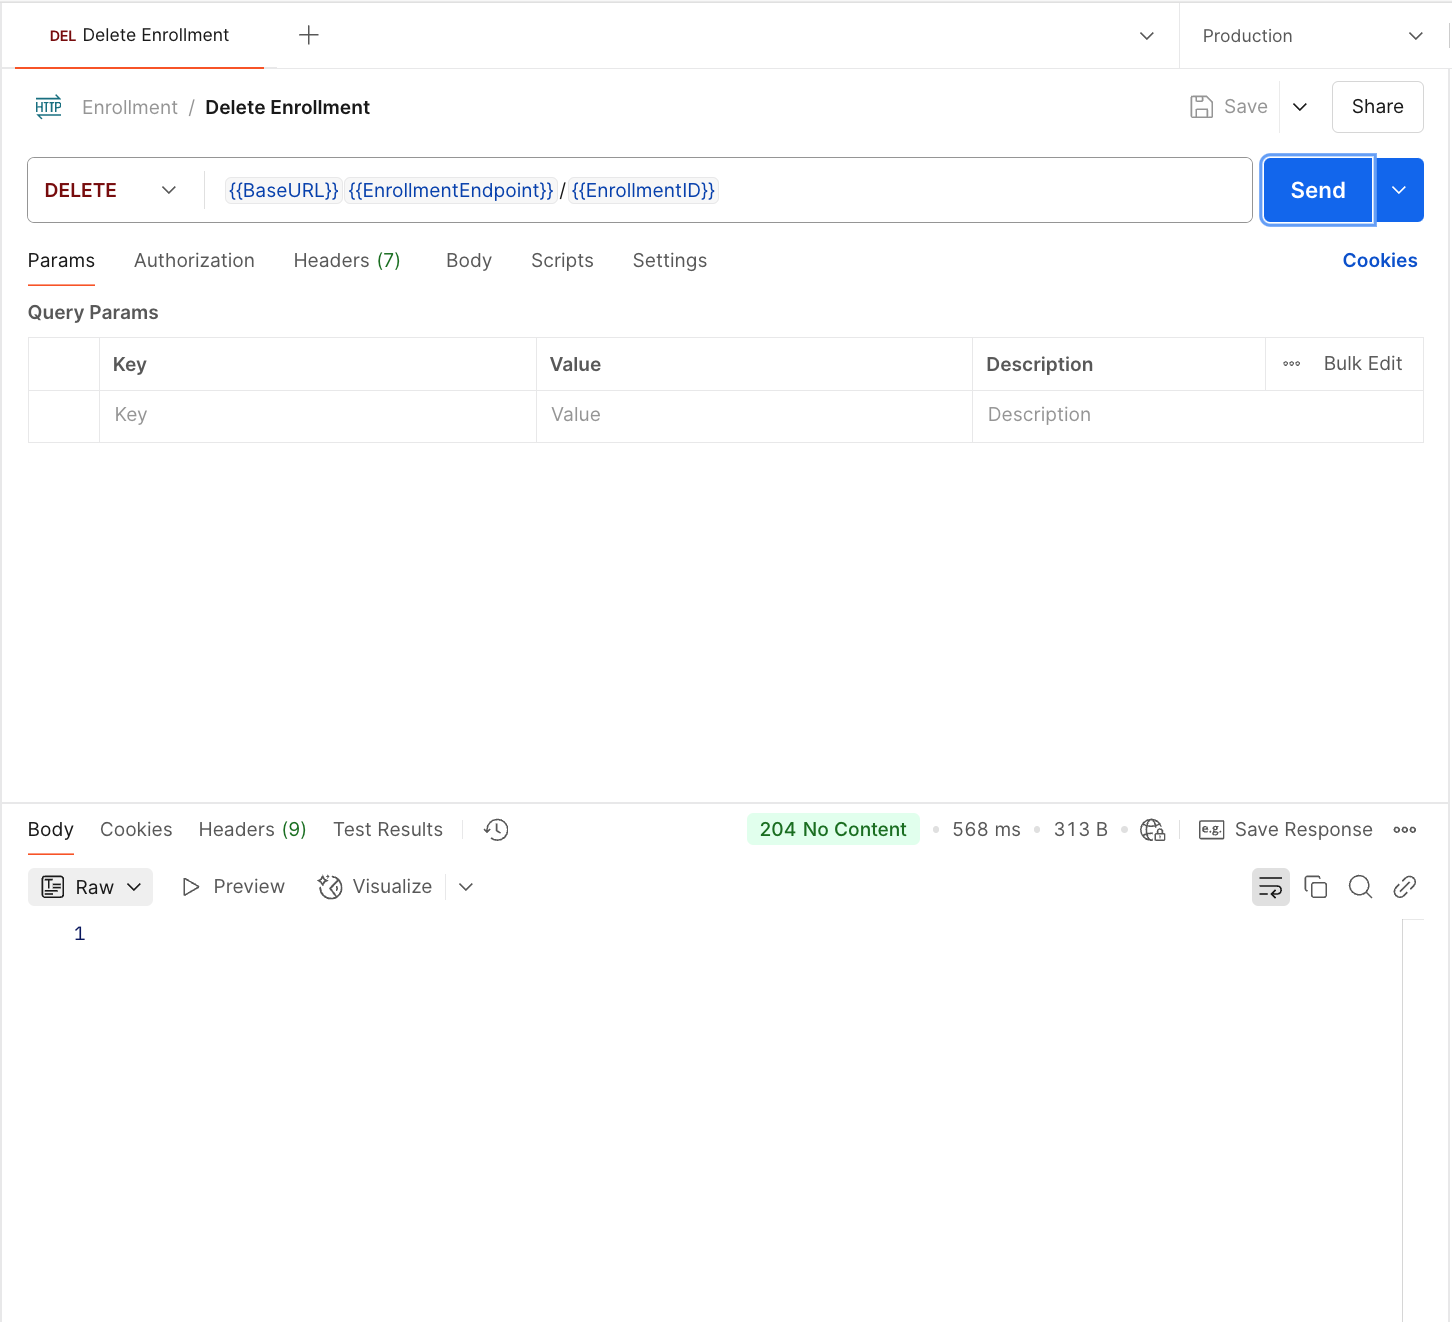 DEL Delete Enrollment
Production
HTTP Enrollment / Delete Enrollment
Save
Share
DELETE
{{BaseURL}}{{EnrollmentEndpoint}}/{{EnrollmentID}}
Send
Params Authorization Headers (7) Body Scripts Settings
Cookies
Query Params
Key Value Description Bulk Edit
Key Value Description
Body Cookies Headers (9) Test Results
204 No Content • 568 ms • 313 B •
e.g. Save Response
Raw Preview Visualize
1